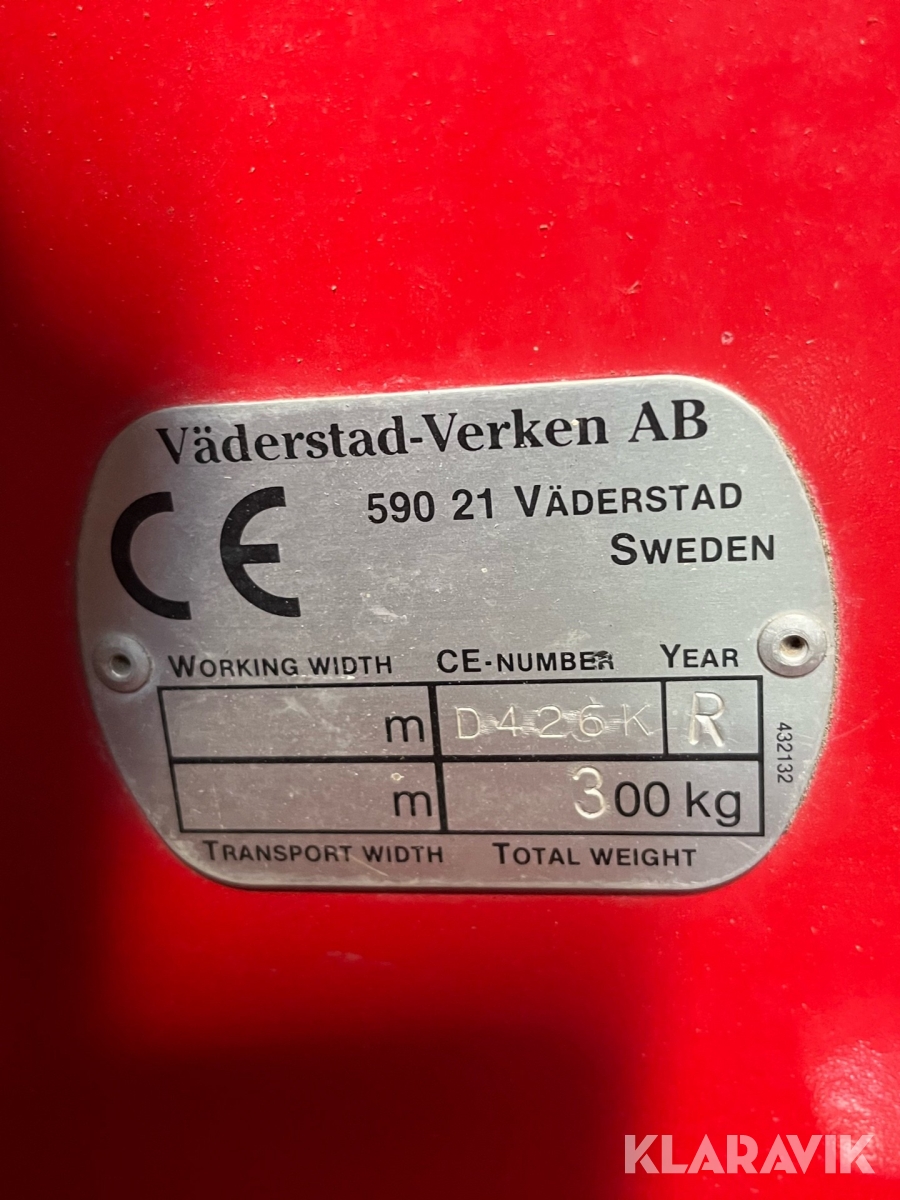 Väderstad-Verken AB
CE
590 21 VÄDERSTAD
SWEDEN
WORKING WIDTH CE-NUMBER YEAR
m D426K R
m 300 kg
TRANSPORT WIDTH TOTAL WEIGHT
432132
KLARAVIK